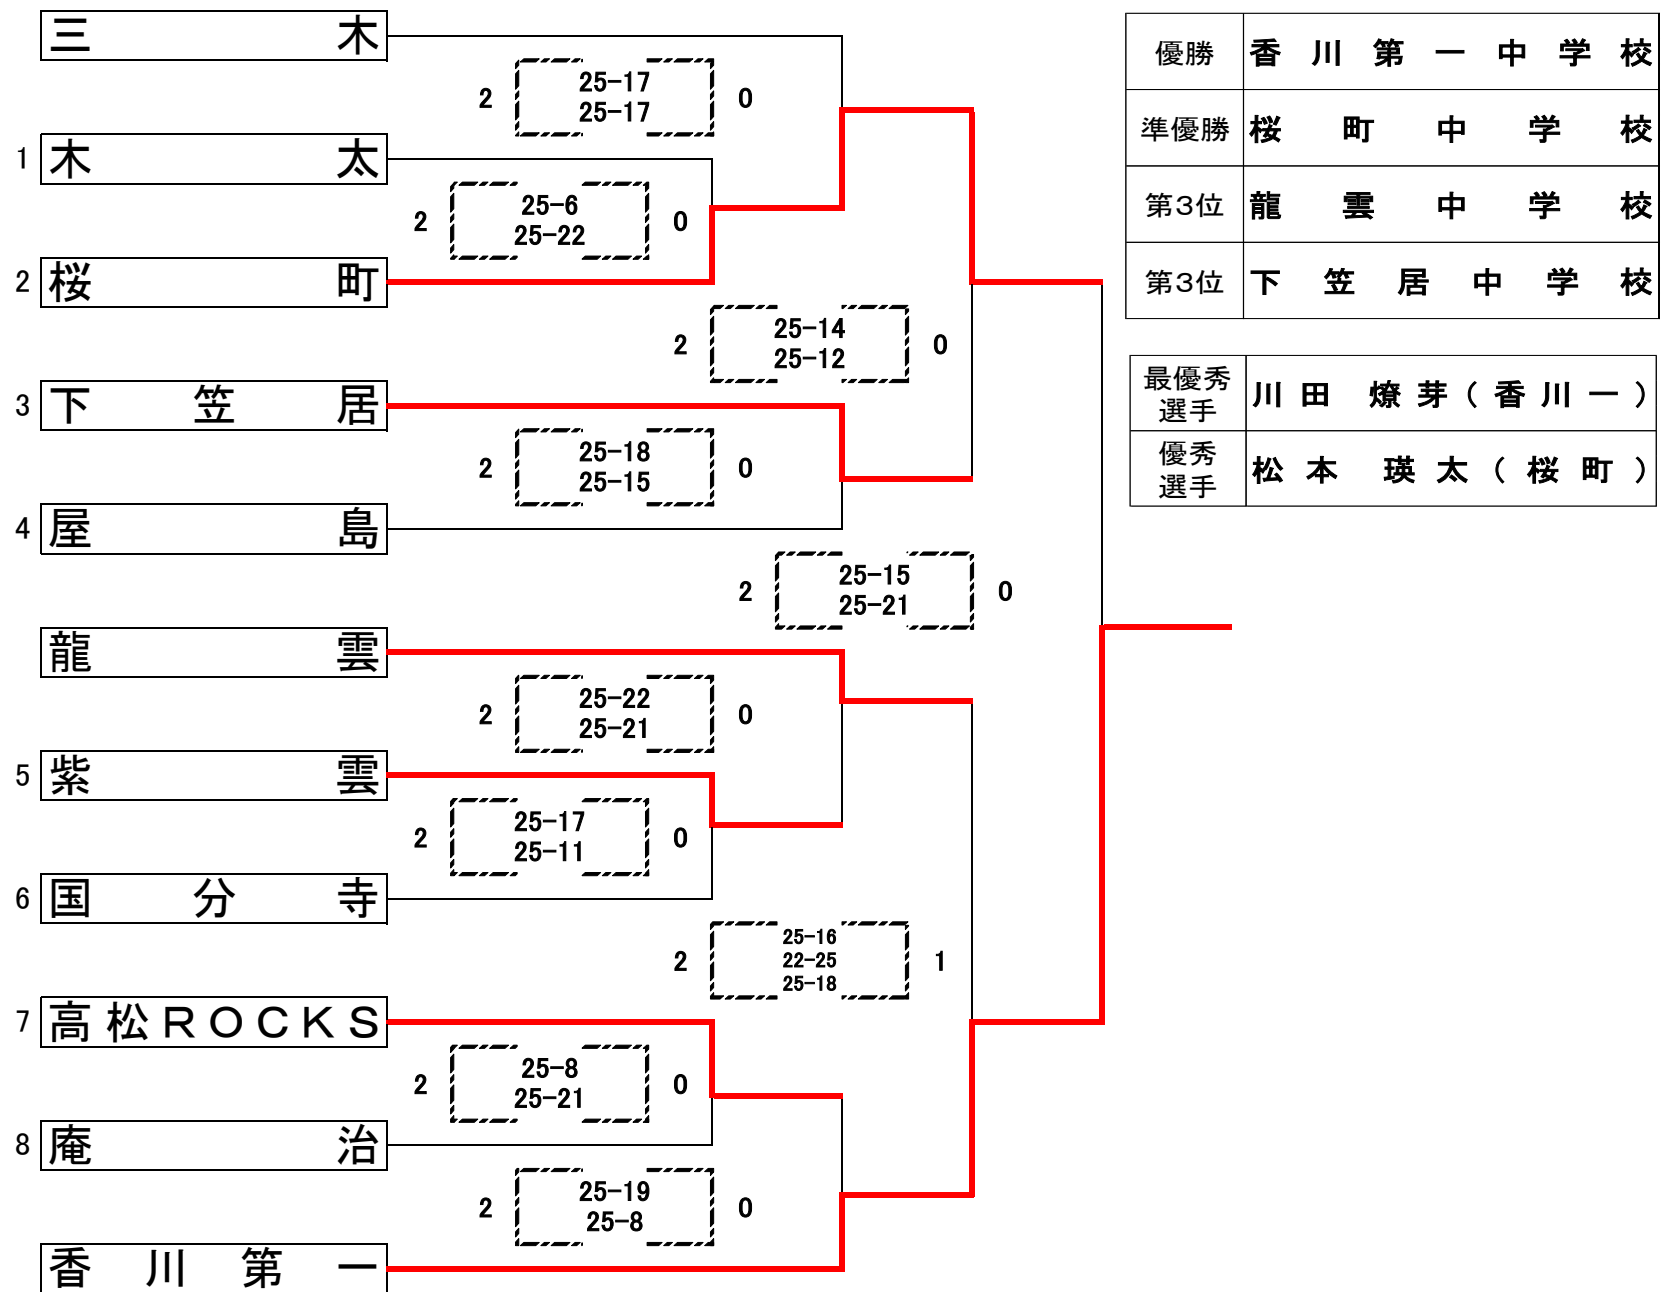 三木
2 25-17 0
25-17
1 木太
2 25-6 0
25-22
2 桜町
2 25-14 0
25-12
3 下笠居
2 25-18 0
25-15
4 屋島
2 25-15 0
25-21
龍雲
2 25-22 0
25-21
5 紫雲
2 25-17 0
25-11
6 国分寺
2 25-16 1
22-25
25-18
7 高松ROCKS
2 25-8 0
25-21
8 庵治
2 25-19 0
25-8
香川第一
優勝 香川第一中学校
準優勝 桜町中学校
第3位 龍雲中学校
第3位 下笠居中学校
最優秀
選手 川田 燎芽(香川一)
優秀
選手 松本 瑛太(桜町)